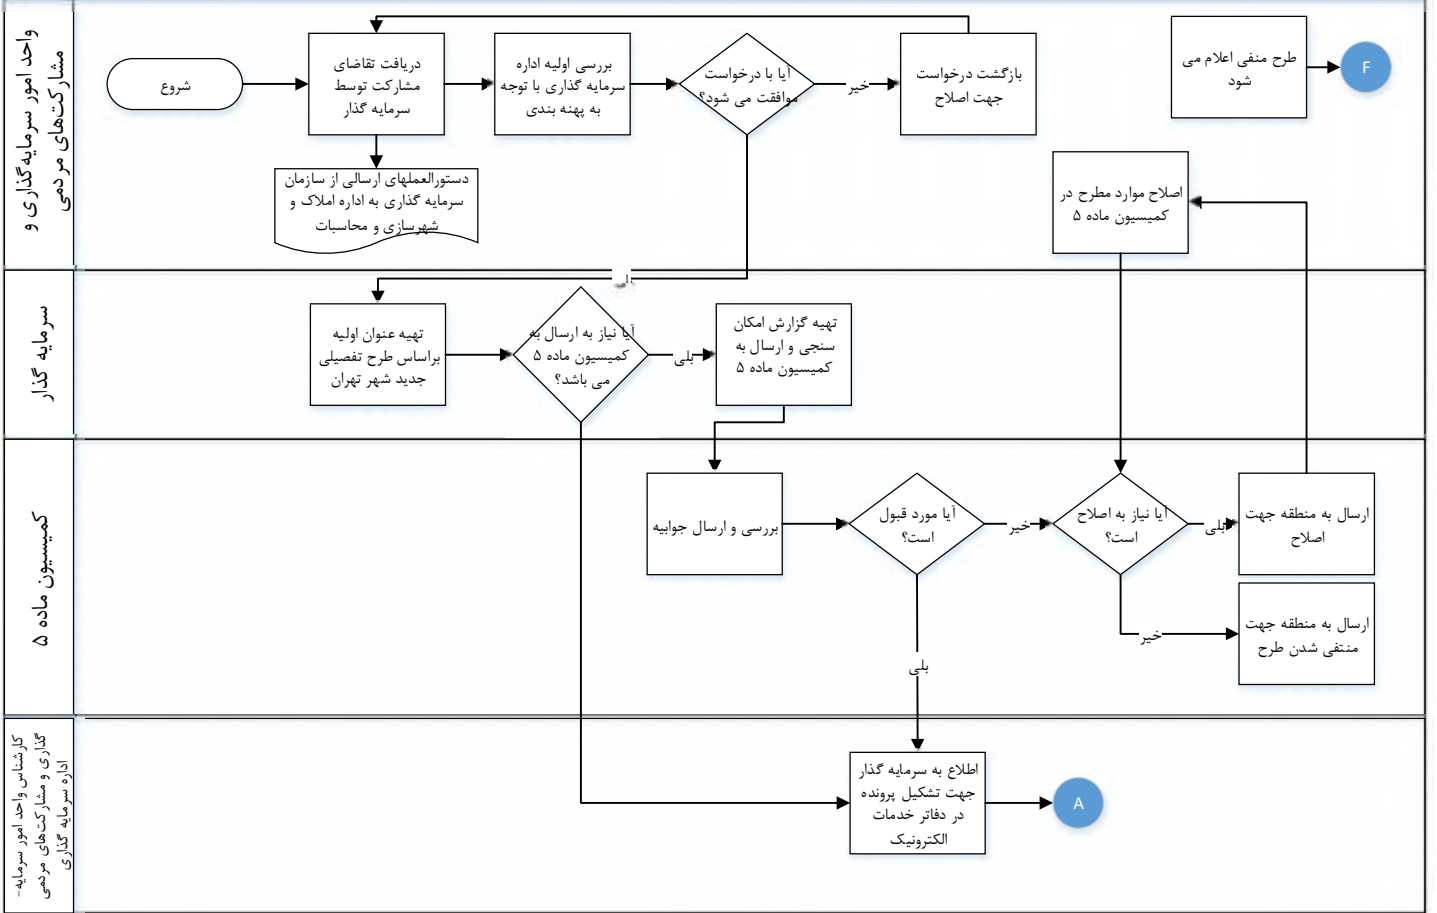 واحد امور سرمایه‌گذاری و
مشارکت‌های مردمی
شروع
دریافت تقاضای
مشارکت توسط
سرمایه گذار
بررسی اولیه اداره
سرمایه گذاری با توجه
به پهنه بندی
آیا با درخواست
موافقت می شود؟
خیر
بازگشت درخواست
جهت اصلاح
طرح منفی اعلام می
شود
F
دستورالعملهای ارسالی از سازمان
سرمایه گذاری به اداره املاک و
شهرسازی و محاسبات
اصلاح موارد مطرح در
کمیسیون ماده ۵
سرمایه گذار
تهیه عنوان اولیه
براساس طرح تفصیلی
جدید شهر تهران
آیا نیاز به ارسال به
کمیسیون ماده ۵
می باشد؟
بلی
تهیه گزارش امکان
سنجی و ارسال به
کمیسیون ماده ۵
کمیسیون ماده ۵
بررسی و ارسال جوابیه
آیا مورد قبول
است؟
خیر
آیا نیاز به اصلاح
است؟
بلی
ارسال به منطقه جهت
اصلاح
خیر
ارسال به منطقه جهت
منتفی شدن طرح
بلی
کارشناس واحد امور سرمایه-
گذاری و مشارکت‌های مردمی
اداره سرمایه گذاری
اطلاع به سرمایه گذار
جهت تشکیل پرونده
در دفاتر خدمات
الکترونیک
A